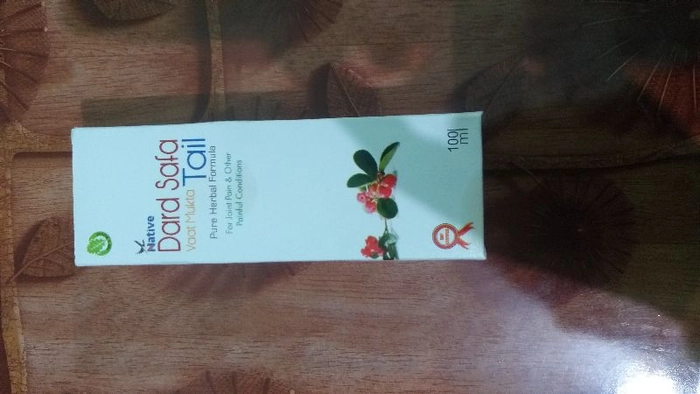 Native
Dard Safa
Vaat Mukta Tail
Pure Herbal Formula
For Joint Pain & Other
Painful Conditions
100
ml